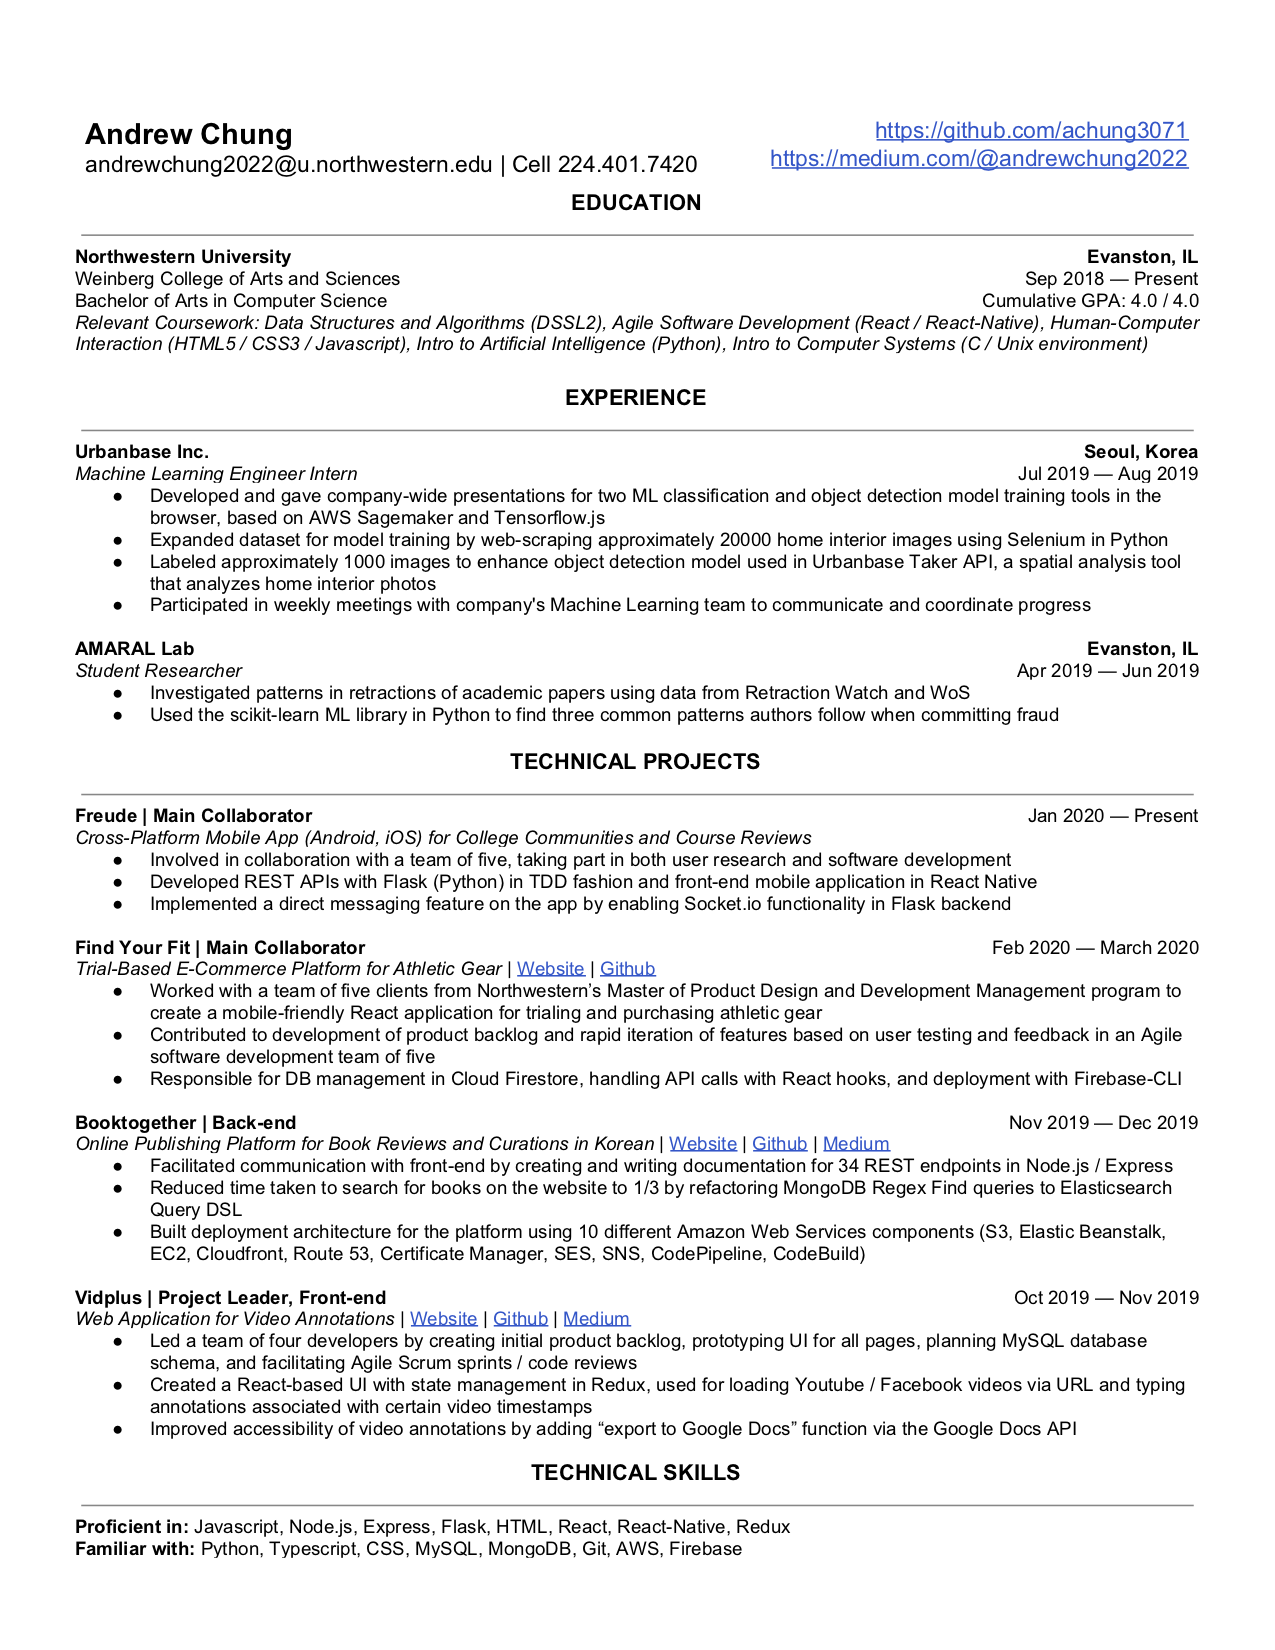 Andrew Chung
https://github.com/achung3071
andrewchung2022@u.northwestern.edu | Cell 224.401.7420
https://medium.com/@andrewchung2022
EDUCATION
Northwestern University Evanston, IL
Weinberg College of Arts and Sciences Sep 2018 — Present
Bachelor of Arts in Computer Science Cumulative GPA: 4.0 / 4.0
Relevant Coursework: Data Structures and Algorithms (DSSL2), Agile Software Development (React / React-Native), Human-Computer
Interaction (HTML5 / CSS3 / Javascript), Intro to Artificial Intelligence (Python), Intro to Computer Systems (C / Unix environment)
EXPERIENCE
Urbanbase Inc. Seoul, Korea
Machine Learning Engineer Intern Jul 2019 — Aug 2019
● Developed and gave company-wide presentations for two ML classification and object detection model training tools in the
browser, based on AWS Sagemaker and Tensorflow.js
● Expanded dataset for model training by web-scraping approximately 20000 home interior images using Selenium in Python
● Labeled approximately 1000 images to enhance object detection model used in Urbanbase Taker API, a spatial analysis tool
that analyzes home interior photos
● Participated in weekly meetings with company's Machine Learning team to communicate and coordinate progress
AMARAL Lab Evanston, IL
Student Researcher Apr 2019 — Jun 2019
● Investigated patterns in retractions of academic papers using data from Retraction Watch and WoS
● Used the scikit-learn ML library in Python to find three common patterns authors follow when committing fraud
TECHNICAL PROJECTS
Freude | Main Collaborator Jan 2020 — Present
Cross-Platform Mobile App (Android, iOS) for College Communities and Course Reviews
● Involved in collaboration with a team of five, taking part in both user research and software development
● Developed REST APIs with Flask (Python) in TDD fashion and front-end mobile application in React Native
● Implemented a direct messaging feature on the app by enabling Socket.io functionality in Flask backend
Find Your Fit | Main Collaborator Feb 2020 — March 2020
Trial-Based E-Commerce Platform for Athletic Gear | Website | Github
● Worked with a team of five clients from Northwestern’s Master of Product Design and Development Management program to
create a mobile-friendly React application for trialing and purchasing athletic gear
● Contributed to development of product backlog and rapid iteration of features based on user testing and feedback in an Agile
software development team of five
● Responsible for DB management in Cloud Firestore, handling API calls with React hooks, and deployment with Firebase-CLI
Booktogether | Back-end Nov 2019 — Dec 2019
Online Publishing Platform for Book Reviews and Curations in Korean | Website | Github | Medium
● Facilitated communication with front-end by creating and writing documentation for 34 REST endpoints in Node.js / Express
● Reduced time taken to search for books on the website to 1/3 by refactoring MongoDB Regex Find queries to Elasticsearch
Query DSL
● Built deployment architecture for the platform using 10 different Amazon Web Services components (S3, Elastic Beanstalk,
EC2, Cloudfront, Route 53, Certificate Manager, SES, SNS, CodePipeline, CodeBuild)
Vidplus | Project Leader, Front-end Oct 2019 — Nov 2019
Web Application for Video Annotations | Website | Github | Medium
● Led a team of four developers by creating initial product backlog, prototyping UI for all pages, planning MySQL database
schema, and facilitating Agile Scrum sprints / code reviews
● Created a React-based UI with state management in Redux, used for loading Youtube / Facebook videos via URL and typing
annotations associated with certain video timestamps
● Improved accessibility of video annotations by adding “export to Google Docs” function via the Google Docs API
TECHNICAL SKILLS
Proficient in: Javascript, Node.js, Express, Flask, HTML, React, React-Native, Redux
Familiar with: Python, Typescript, CSS, MySQL, MongoDB, Git, AWS, Firebase